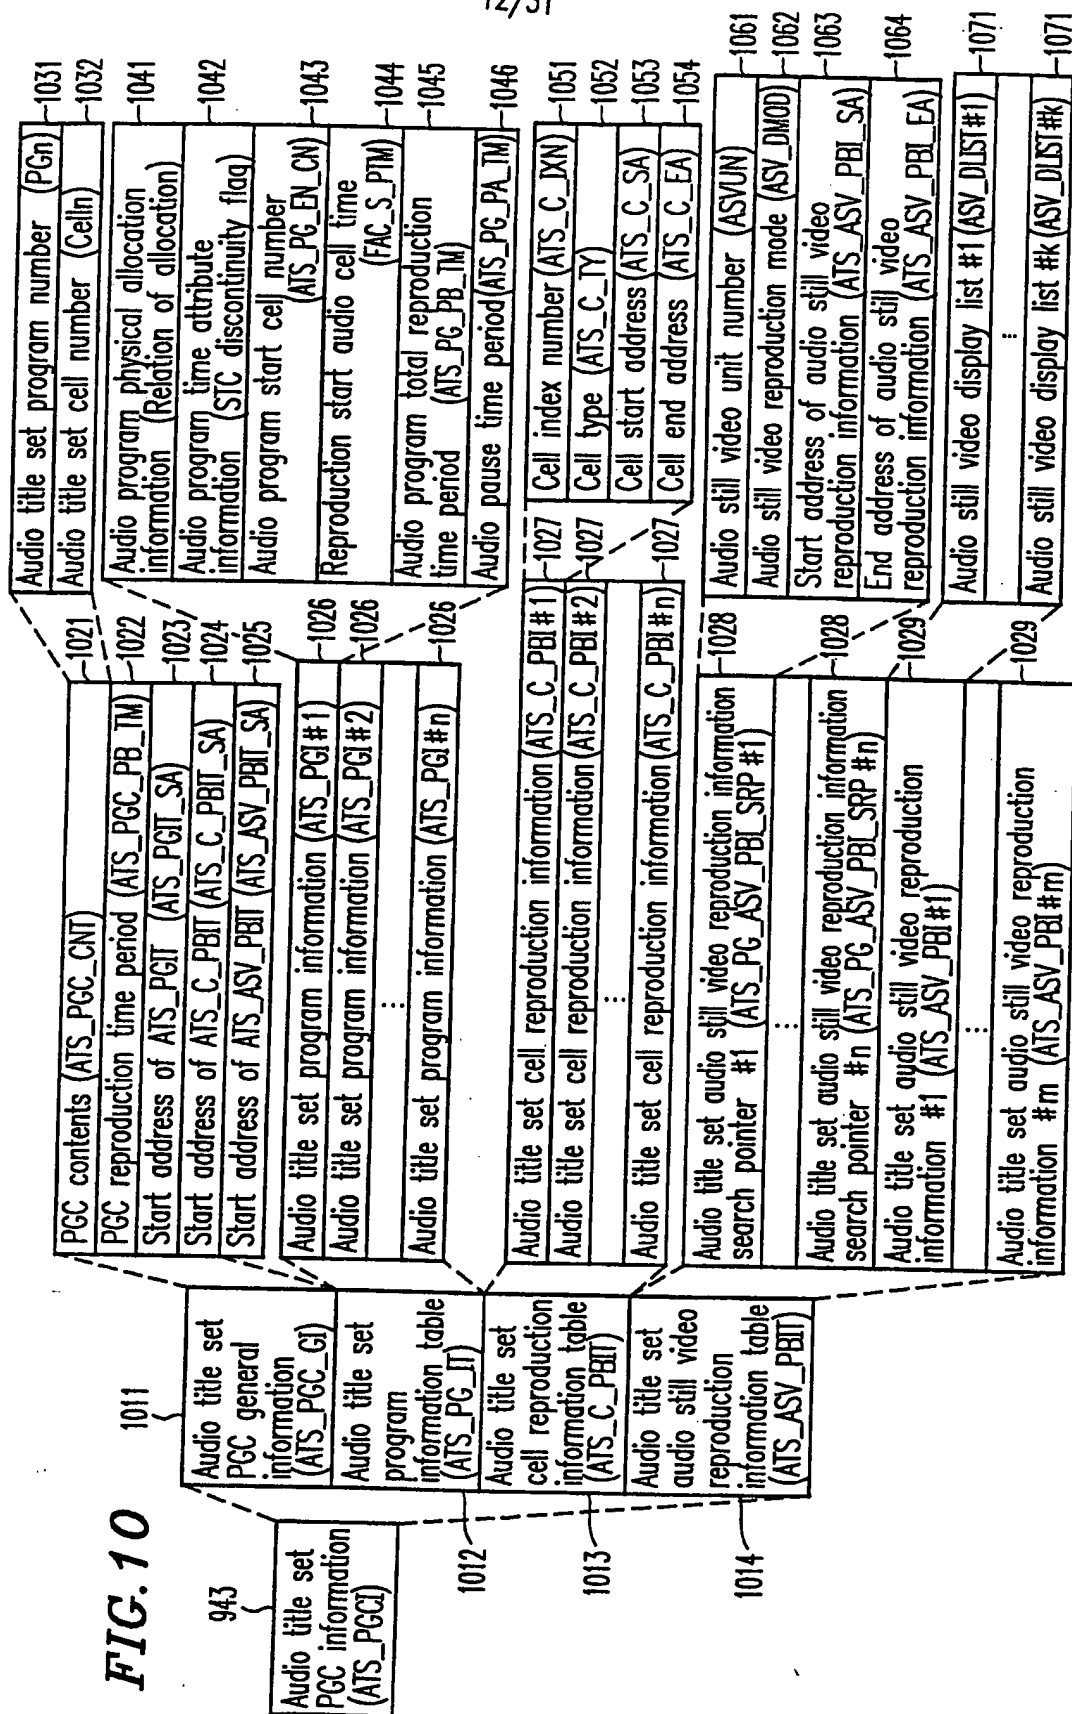 12/31
FIG.10
943
Audio title set
PGC information
(ATS_PGCI)
1011
Audio title set
PGC general
information
(ATS_PGC_GI)
Audio title set
program
information table
(ATS_PG_IT)
1012
Audio title set
cell reproduction
information table
(ATS_C_PBIT)
1013
Audio title set
audio still video
reproduction
information table
(ATS_ASV_PBIT)
1014
PGC contents (ATS_PGC_CNT)
1021
PGC reproduction time period (ATS_PGC_PB_TM)
1022
Start address of ATS_PGIT (ATS_PGIT_SA)
1023
Start address of ATS_C_PBIT (ATS_C_PBIT_SA)
1024
Start address of ATS_ASV_PBIT (ATS_ASV_PBIT_SA)
1025
Audio title set program information (ATS_PGI#1)
1026
Audio title set program information (ATS_PGI#2)
1026
⋮
Audio title set program information (ATS_PGI#n)
1026
Audio title set cell reproduction information (ATS_C_PBI#1)
1027
Audio title set cell reproduction information (ATS_C_PBI#2)
1027
⋮
Audio title set cell reproduction information (ATS_C_PBI#n)
1027
Audio title set audio still video reproduction information
search pointer #1 (ATS_PG_ASV_PBI_SRP #1)
1028
⋮
Audio title set audio still video reproduction information
search pointer #n (ATS_PG_ASV_PBI_SRP #n)
1028
Audio title set audio still video reproduction
information #1 (ATS_ASV_PBI#1)
1029
⋮
Audio title set audio still video reproduction
information #m (ATS_ASV_PBI#m)
1029
Audio title set program number (PGn)
1031
Audio title set cell number (Celln)
1032
Audio program physical allocation
information (Relation of allocation)
1041
Audio program time attribute
information (STC discontinuity flag)
1042
Audio program start cell number
(ATS_PG_EN_CN)
1043
Reproduction start audio cell time
(FAC_S_PTM)
1044
Audio program total reproduction
time period (ATS_PG_PB_TM)
1045
Audio pause time period (ATS_PG_PA_TM)
1046
Cell index number (ATS_C_DXN)
1051
Cell type (ATS_C_TY)
1052
Cell start address (ATS_C_SA)
1053
Cell end address (ATS_C_EA)
1054
Audio still video unit number (ASVUN)
1061
Audio still video reproduction mode (ASV_DMOD)
1062
Start address of audio still video
reproduction information (ATS_ASV_PBI_SA)
1063
End address of audio still video
reproduction information (ATS_ASV_PBI_EA)
1064
Audio still video display list #1 (ASV_DLIST#1)
1071
⋮
Audio still video display list #k (ASV_DLIST#k)
1071